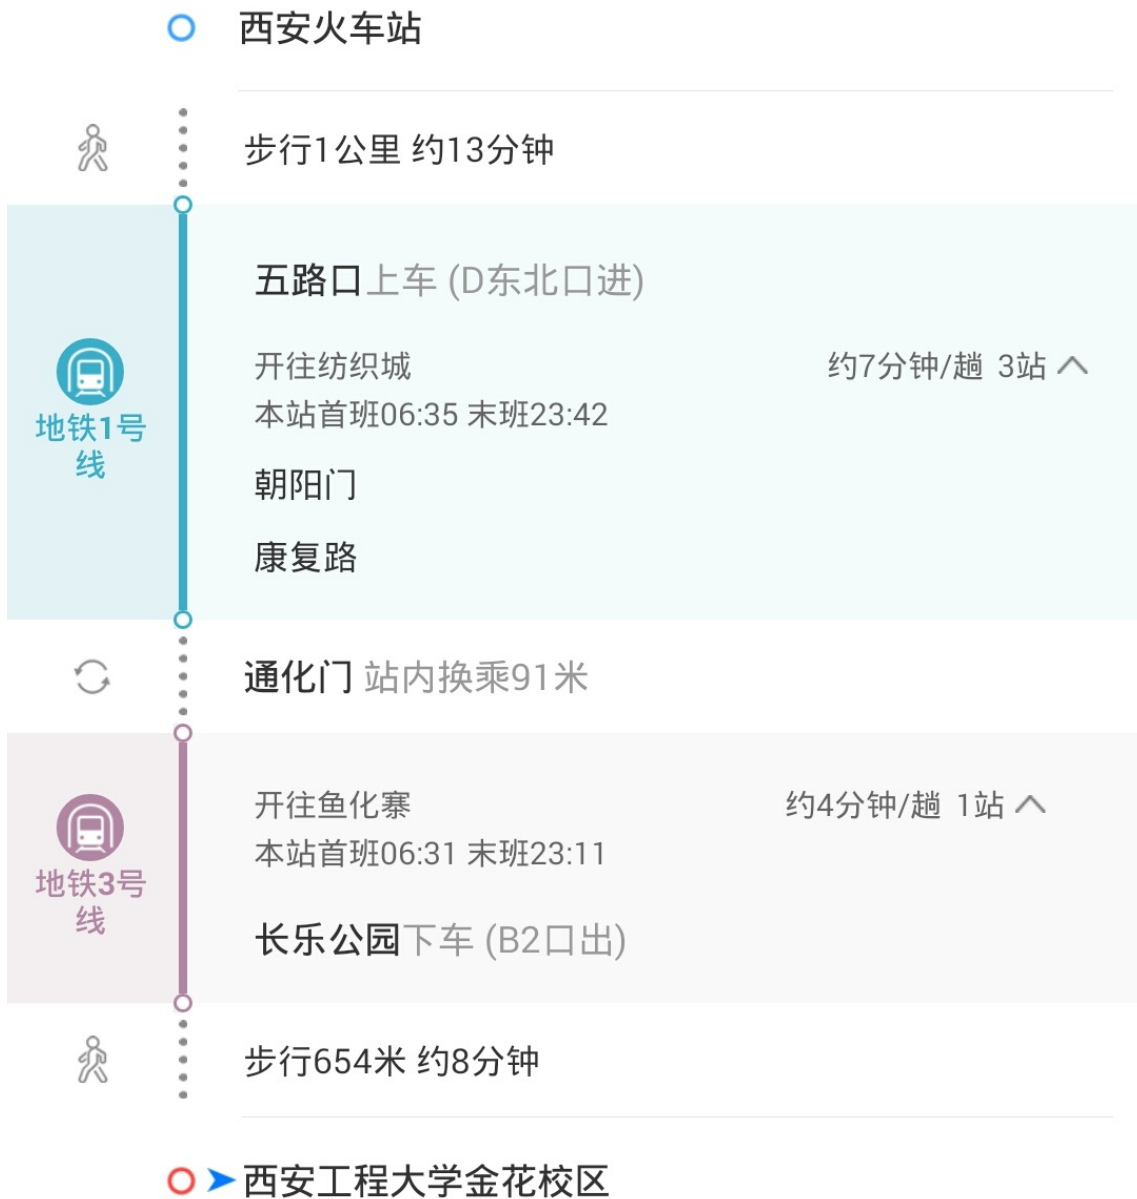 西安火车站
步行1公里 约13分钟
五路口上车 (D东北口进)
开往纺织城 约7分钟/趟 3站
本站首班06:35 末班23:42
地铁1号线
朝阳门
康复路
通化门 站内换乘91米
开往鱼化寨 约4分钟/趟 1站
本站首班06:31 末班23:11
地铁3号线
长乐公园下车 (B2口出)
步行654米 约8分钟
西安工程大学金花校区